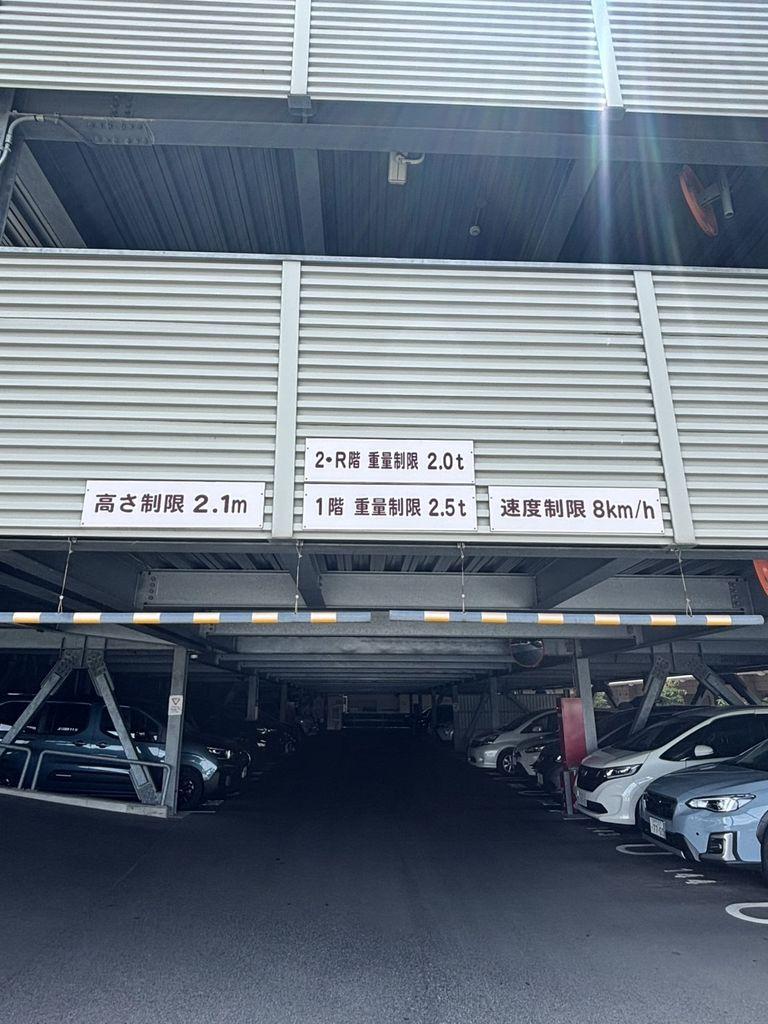 2・R階 重量制限 2.0t
高さ制限 2.1m
1階 重量制限 2.5t
速度制限 8km/h